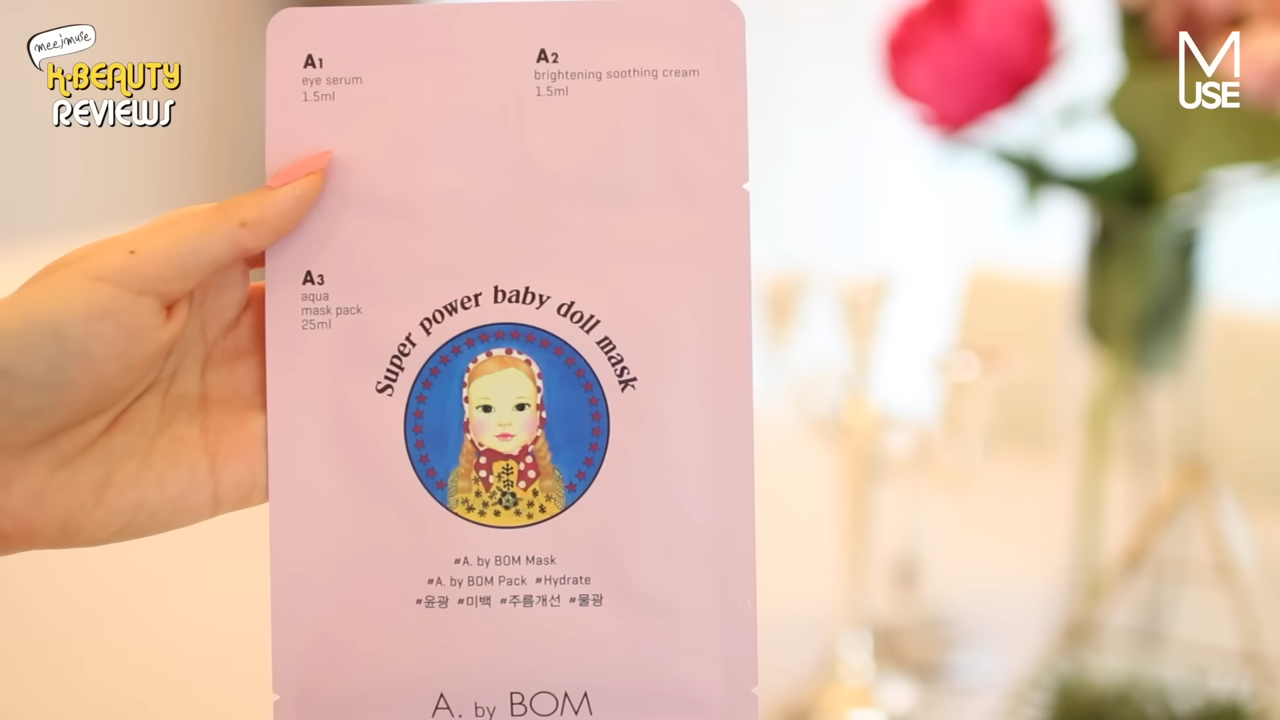 meejmuse
K-BEAUTY
REVIEWS
MUSE
A1
eye serum
1.5ml
A2
brightening soothing cream
1.5ml
A3
aqua
mask pack
25ml
Super power baby doll mask
#A. by BOM Mask
#A. by BOM Pack #Hydrate
#윤광 #미백 #주름개선 #물광
A. by BOM